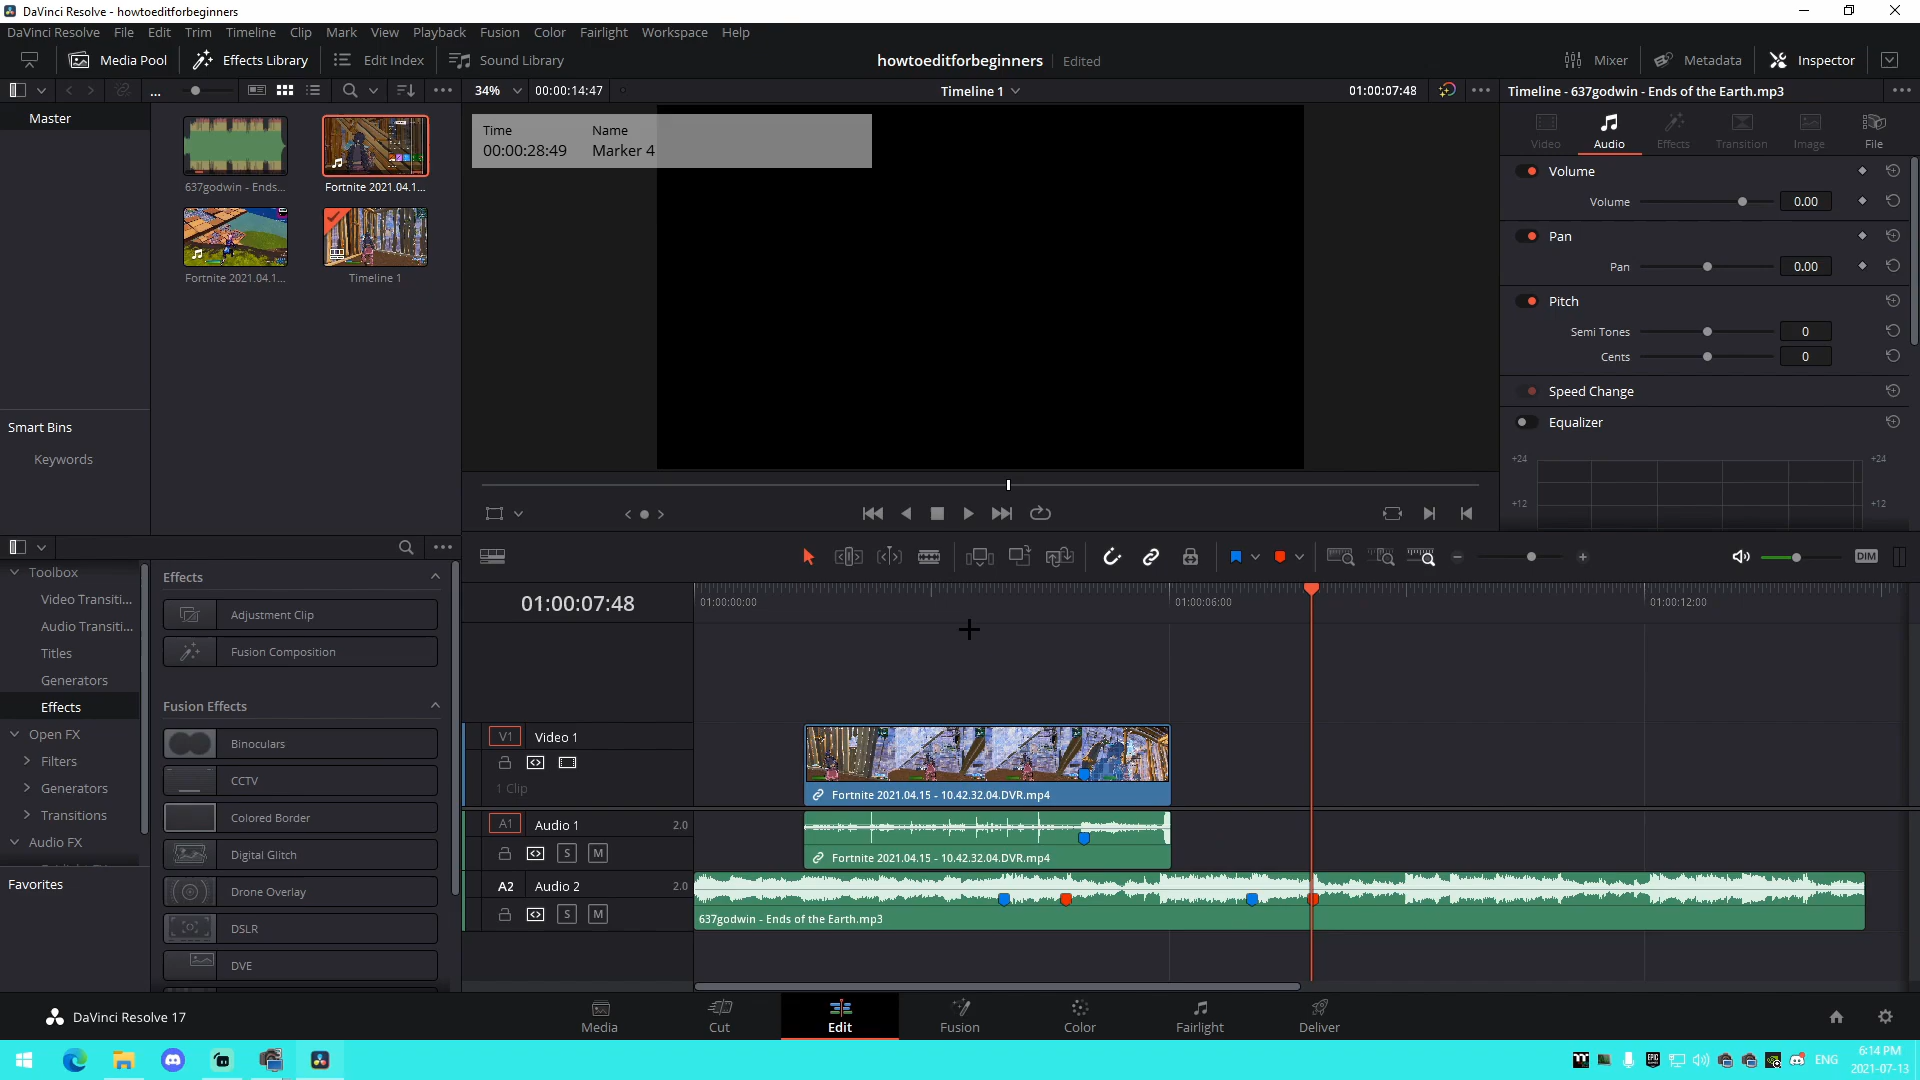 DaVinci Resolve - howtoeditforbeginners
DaVinci Resolve File Edit Trim Timeline Clip Mark View Playback Fusion Color Fairlight Workspace Help
Media Pool Effects Library Edit Index Sound Library howtoeditforbeginners Edited Mixer Metadata Inspector
... 34% 00:00:14:47 Timeline 1 01:00:07:48 Timeline - 637godwin - Ends of the Earth.mp3
Master
637godwin - Ends...
Fortnite 2021.04.1...
Fortnite 2021.04.1...
Timeline 1
Smart Bins
Keywords
Time Name
00:00:28:49 Marker 4
Video Audio Effects Transition Image File
Volume
Volume 0.00
Pan
Pan 0.00
Pitch
Semi Tones 0
Cents 0
Speed Change
Equalizer
+24 +24
+12 +12
DIM
Toolbox
Video Transiti...
Audio Transiti...
Titles
Generators
Effects
Open FX
Filters
Generators
Transitions
Audio FX
Favorites
Effects
Adjustment Clip
Fusion Composition
Fusion Effects
Binoculars
CCTV
Colored Border
Digital Glitch
Drone Overlay
DSLR
DVE
01:00:07:48
01:00:00:00 01:00:06:00 01:00:12:00
V1 Video 1
1 Clip
Fortnite 2021.04.15 - 10.42.32.04.DVR.mp4
A1 Audio 1 2.0
S M
Fortnite 2021.04.15 - 10.42.32.04.DVR.mp4
A2 Audio 2 2.0
S M
637godwin - Ends of the Earth.mp3
DaVinci Resolve 17
Media Cut Edit Fusion Color Fairlight Deliver
ENG
6:14 PM
2021-07-13